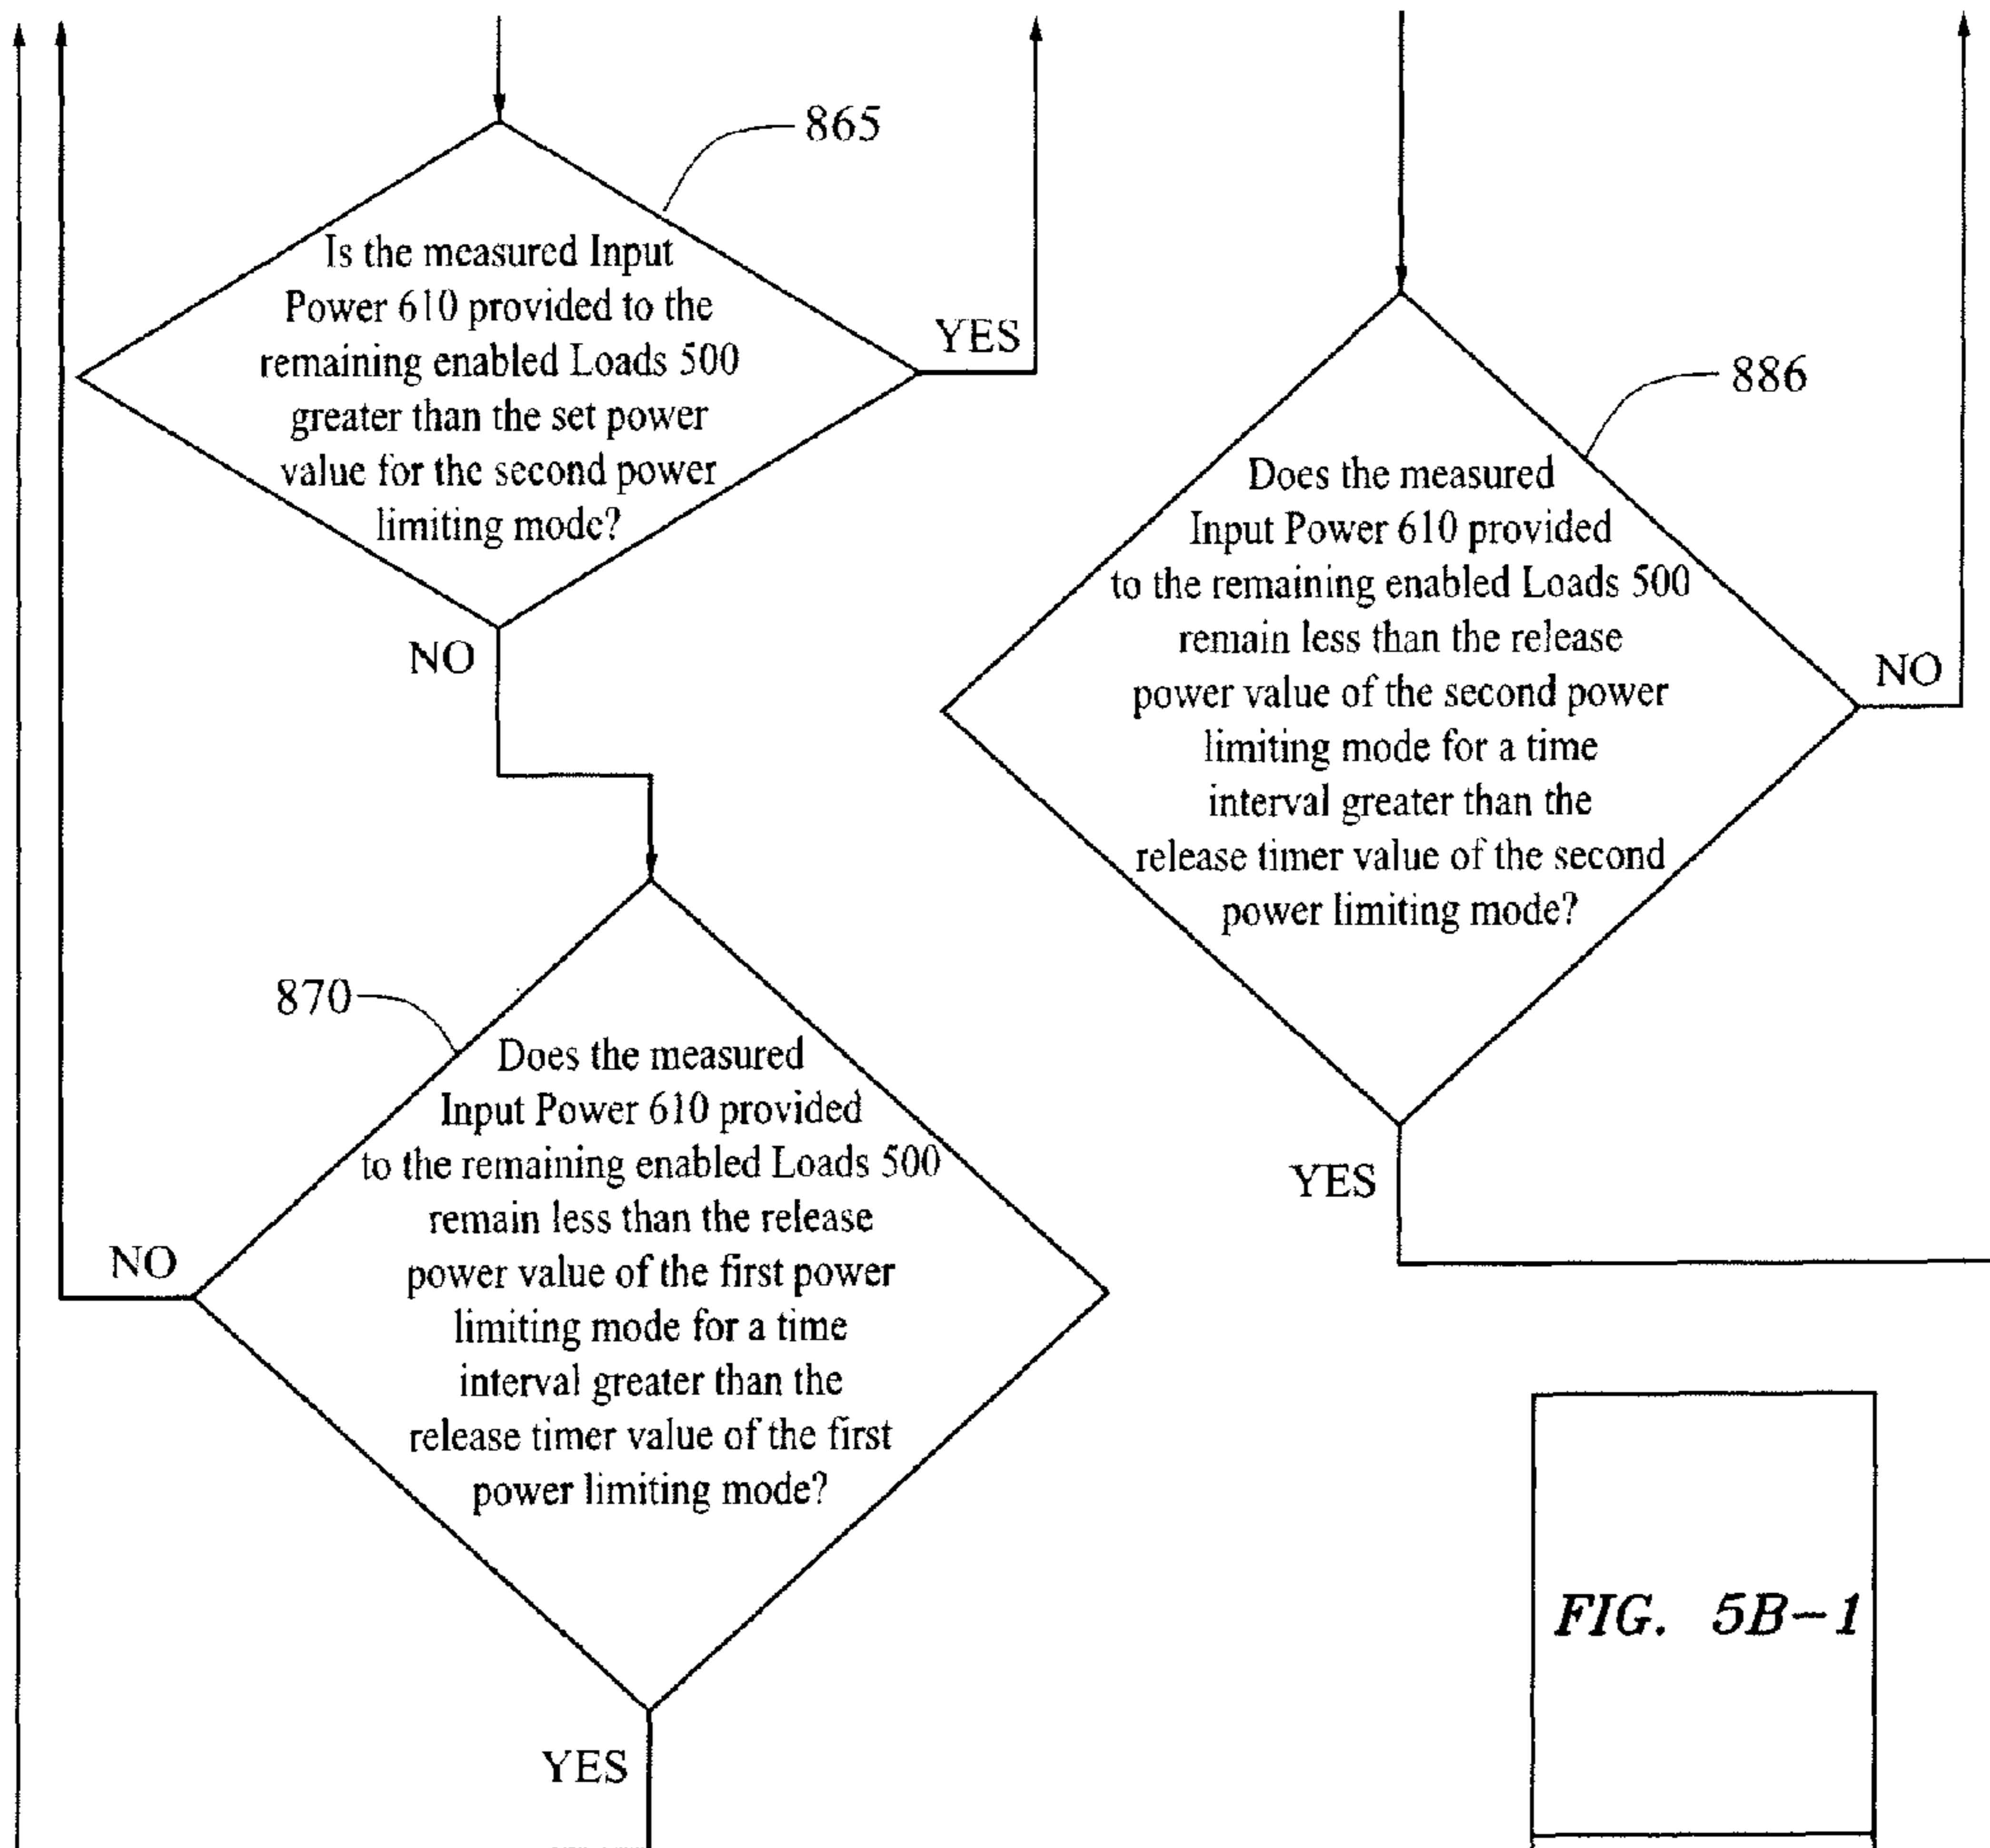 865
Is the measured Input
Power 610 provided to the
remaining enabled Loads 500
greater than the set power
value for the second power
limiting mode?
YES
NO
886
Does the measured
Input Power 610 provided
to the remaining enabled Loads 500
remain less than the release
power value of the second power
limiting mode for a time
interval greater than the
release timer value of the second
power limiting mode?
NO
YES
870
Does the measured
Input Power 610 provided
to the remaining enabled Loads 500
remain less than the release
power value of the first power
limiting mode for a time
interval greater than the
release timer value of the first
power limiting mode?
NO
YES
FIG. 5B-1